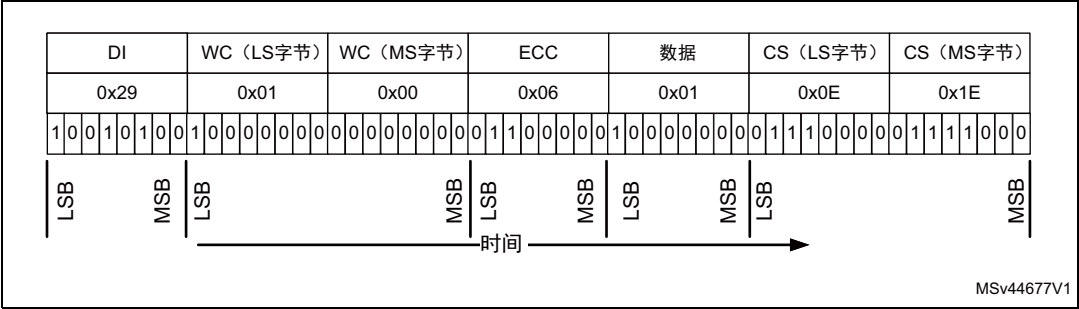 DI WC（LS字节） WC（MS字节） ECC 数据 CS（LS字节） CS（MS字节）
0x29 0x01 0x00 0x06 0x01 0x0E 0x1E
1 0 0 1 0 1 0 0 1 0 0 0 0 0 0 0 0 0 0 0 0 0 0 0 0 1 1 0 0 0 0 0 1 0 0 0 0 0 0 0 0 1 1 1 0 0 0 0 0 1 1 1 1 0 0 0
LSB MSB LSB MSB LSB MSB LSB MSB LSB MSB
时间
MSv44677V1